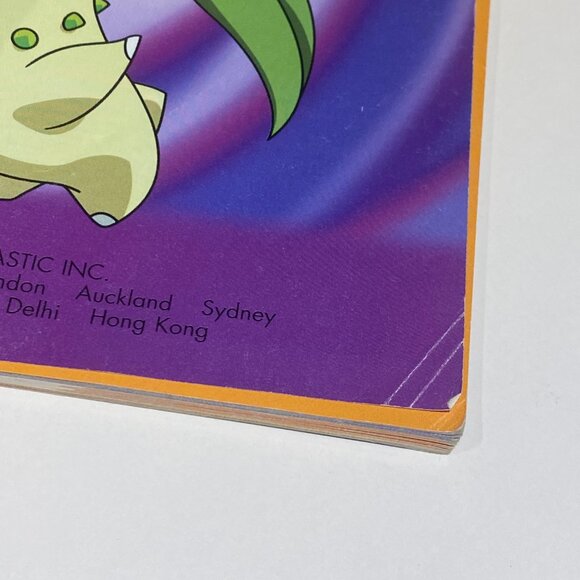 ASTIC INC.
ndon Auckland Sydney
Delhi Hong Kong